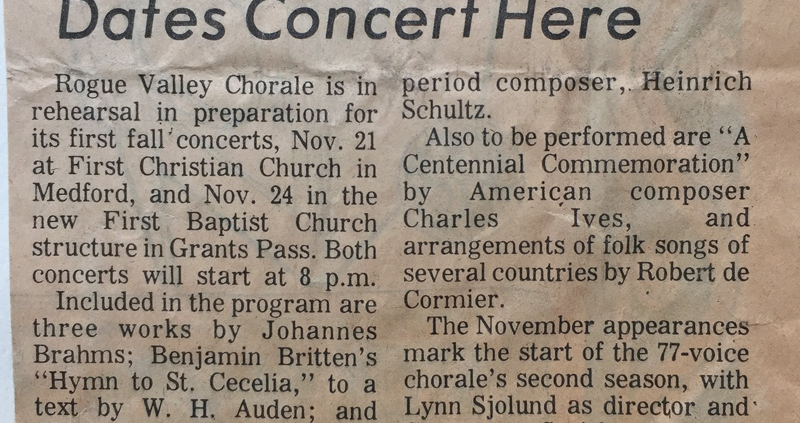 Dates Concert Here
Rogue Valley Chorale is in
rehearsal in preparation for
its first fall concerts, Nov. 21
at First Christian Church in
Medford, and Nov. 24 in the
new First Baptist Church
structure in Grants Pass. Both
concerts will start at 8 p.m.
Included in the program are
three works by Johannes
Brahms; Benjamin Britten's
"Hymn to St. Cecelia," to a
text by W. H. Auden; and
period composer, Heinrich
Schultz.
Also to be performed are "A
Centennial Commemoration"
by American composer
Charles Ives, and
arrangements of folk songs of
several countries by Robert de
Cormier.
The November appearances
mark the start of the 77-voice
chorale's second season, with
Lynn Sjolund as director and